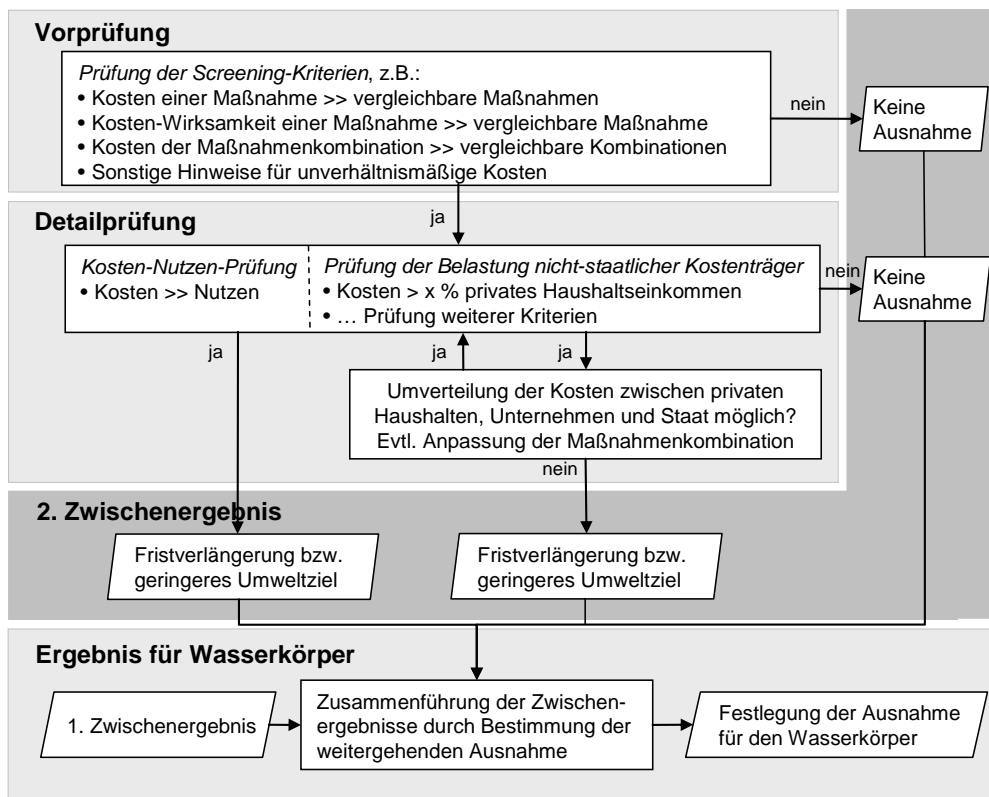 Vorprüfung
Prüfung der Screening-Kriterien, z.B.:
• Kosten einer Maßnahme >> vergleichbare Maßnahmen
• Kosten-Wirksamkeit einer Maßnahme >> vergleichbare Maßnahme
• Kosten der Maßnahmenkombination >> vergleichbare Kombinationen
• Sonstige Hinweise für unverhältnismäßige Kosten
nein
Keine
Ausnahme
ja
Detailprüfung
Kosten-Nutzen-Prüfung
• Kosten >> Nutzen
Prüfung der Belastung nicht-staatlicher Kostenträger
• Kosten > x % privates Haushaltseinkommen
• … Prüfung weiterer Kriterien
nein
Keine
Ausnahme
ja
ja
ja
Umverteilung der Kosten zwischen privaten
Haushalten, Unternehmen und Staat möglich?
Evtl. Anpassung der Maßnahmenkombination
nein
2. Zwischenergebnis
Fristverlängerung bzw.
geringeres Umweltziel
Fristverlängerung bzw.
geringeres Umweltziel
Ergebnis für Wasserkörper
1. Zwischenergebnis
Zusammenführung der Zwischen-
ergebnisse durch Bestimmung der
weitergehenden Ausnahme
Festlegung der Ausnahme
für den Wasserkörper